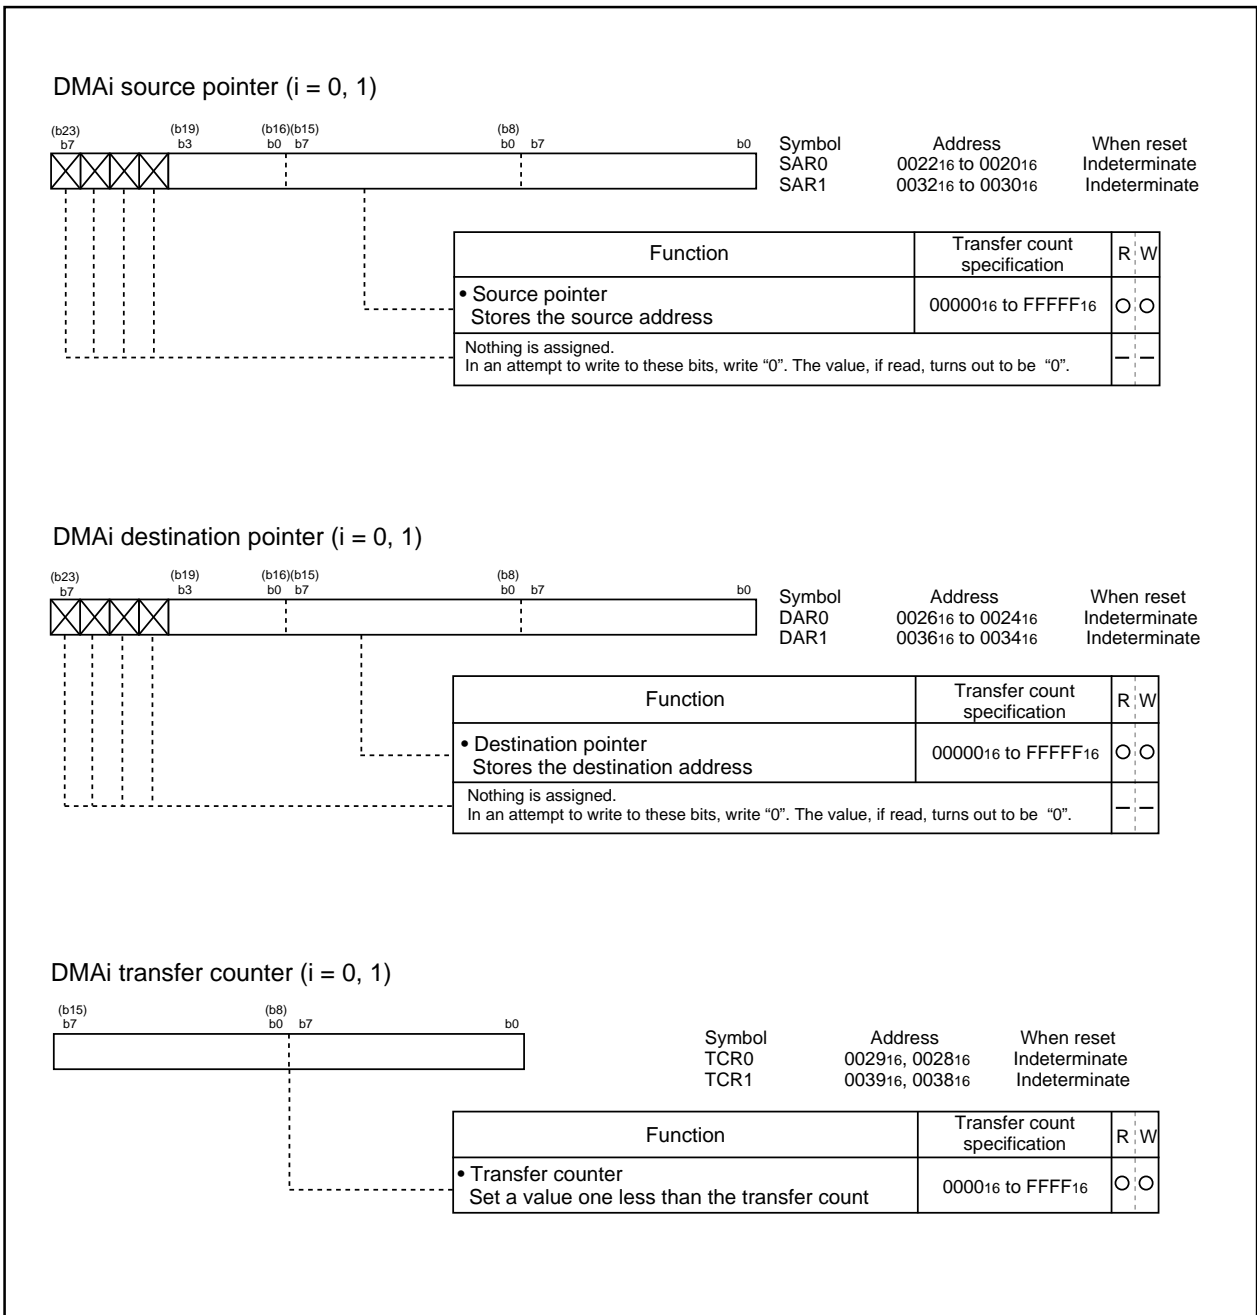 DMAi source pointer (i = 0, 1)
(b23) (b19) (b16)(b15) (b8)
b7 b3 b0 b7 b0 b7 b0
Symbol Address When reset
SAR0 002216 to 002016 Indeterminate
SAR1 003216 to 003016 Indeterminate
Function Transfer count specification R W
• Source pointer
Stores the source address 0000016 to FFFFF16
Nothing is assigned.
In an attempt to write to these bits, write “0”. The value, if read, turns out to be “0”.
DMAi destination pointer (i = 0, 1)
(b23) (b19) (b16)(b15) (b8)
b7 b3 b0 b7 b0 b7 b0
Symbol Address When reset
DAR0 002616 to 002416 Indeterminate
DAR1 003616 to 003416 Indeterminate
Function Transfer count specification R W
• Destination pointer
Stores the destination address 0000016 to FFFFF16
Nothing is assigned.
In an attempt to write to these bits, write “0”. The value, if read, turns out to be “0”.
DMAi transfer counter (i = 0, 1)
(b15) (b8)
b7 b0 b7 b0
Symbol Address When reset
TCR0 002916, 002816 Indeterminate
TCR1 003916, 003816 Indeterminate
Function Transfer count specification R W
• Transfer counter
Set a value one less than the transfer count 000016 to FFFF16